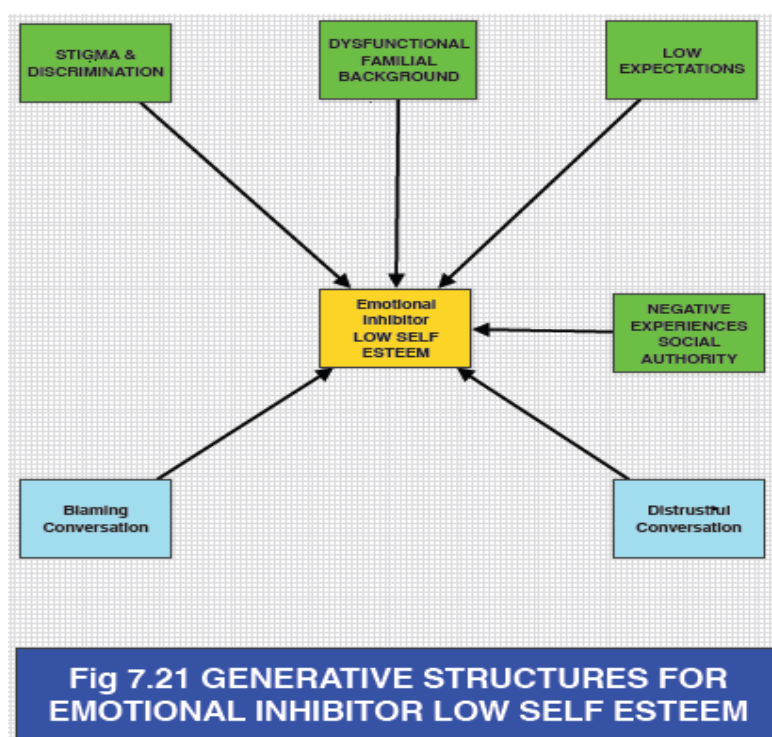 STIGMA &
DISCRIMINATION
DYSFUNCTIONAL
FAMILIAL
BACKGROUND
LOW
EXPECTATIONS
Emotional
Inhibitor
LOW SELF
ESTEEM
NEGATIVE
EXPERIENCES
SOCIAL
AUTHORITY
Blaming
Conversation
Distrustful
Conversation
Fig 7.21 GENERATIVE STRUCTURES FOR
EMOTIONAL INHIBITOR LOW SELF ESTEEM